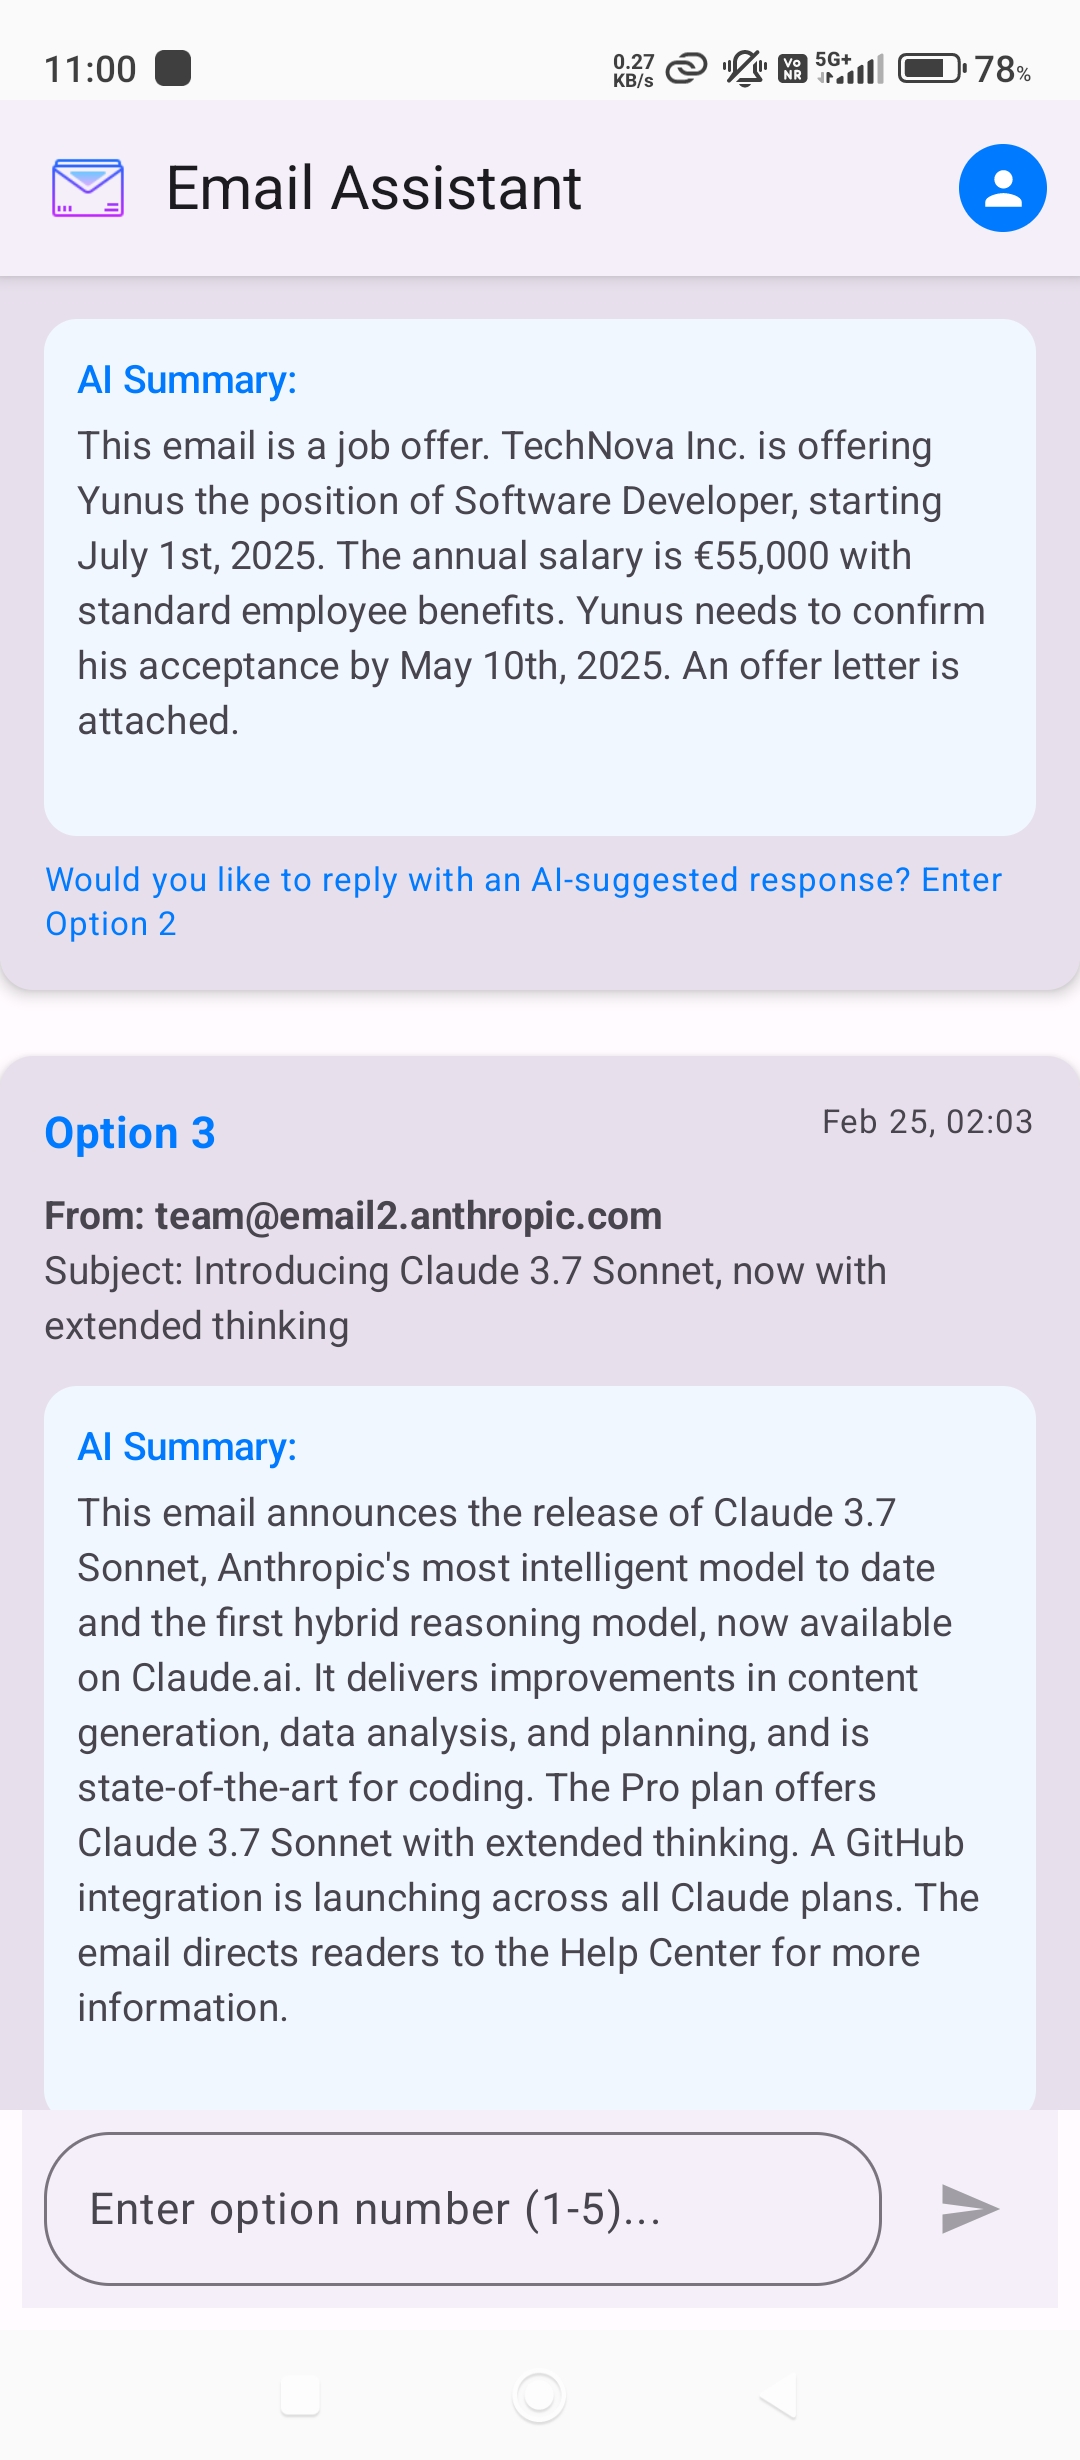 11:00
0.27
KB/s
Vo
NR
5G+
78%
Email Assistant
AI Summary:
This email is a job offer. TechNova Inc. is offering
Yunus the position of Software Developer, starting
July 1st, 2025. The annual salary is €55,000 with
standard employee benefits. Yunus needs to confirm
his acceptance by May 10th, 2025. An offer letter is
attached.
Would you like to reply with an AI-suggested response? Enter
Option 2
Option 3
Feb 25, 02:03
From: team@email2.anthropic.com
Subject: Introducing Claude 3.7 Sonnet, now with
extended thinking
AI Summary:
This email announces the release of Claude 3.7
Sonnet, Anthropic's most intelligent model to date
and the first hybrid reasoning model, now available
on Claude.ai. It delivers improvements in content
generation, data analysis, and planning, and is
state-of-the-art for coding. The Pro plan offers
Claude 3.7 Sonnet with extended thinking. A GitHub
integration is launching across all Claude plans. The
email directs readers to the Help Center for more
information.
Enter option number (1-5)...